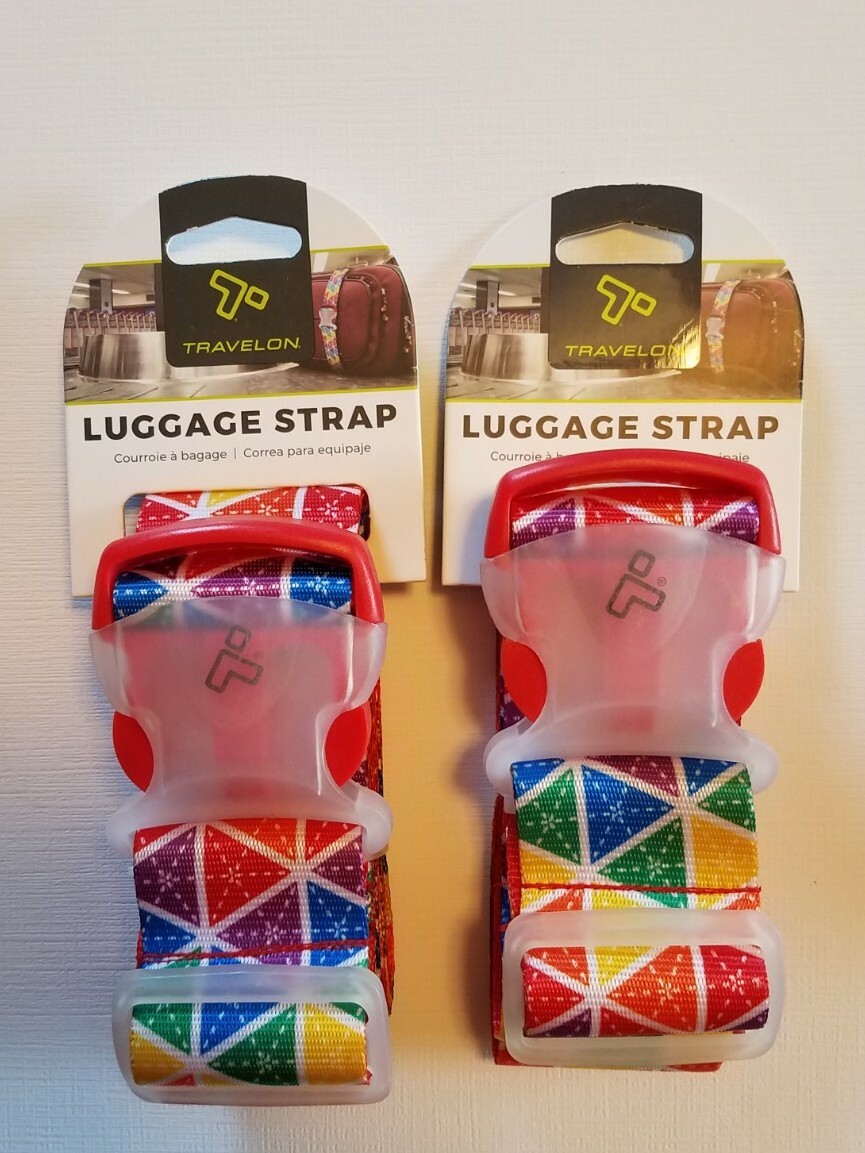 TRAVELON
LUGGAGE STRAP
Courroie à bagage | Correa para equipaje
TRAVELON
LUGGAGE STRAP
Courroie à